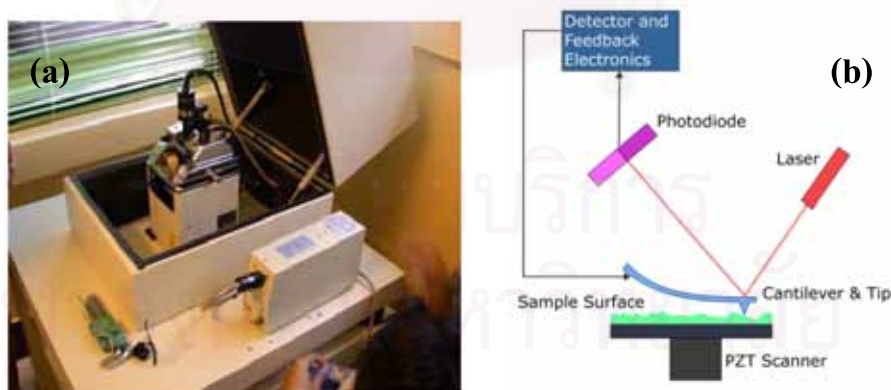 (a)
(b)
Detector and
Feedback
Electronics
Photodiode
Laser
Sample Surface
Cantilever & Tip
PZT Scanner